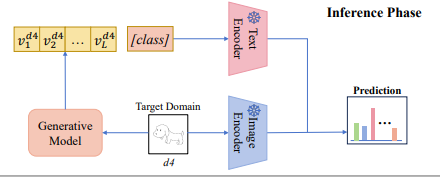 Inference Phase
v_1^{d4} v_2^{d4} ... v_L^{d4} [class]
Text Encoder
Prediction
Target Domain
Generative Model
Image Encoder
...
d4